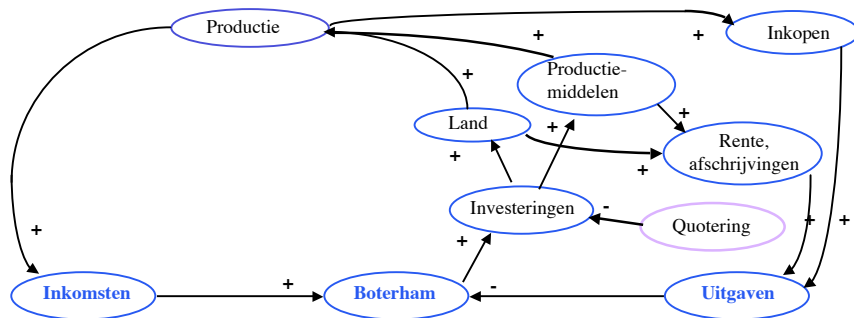 Productie
Inkopen
+
+
Productie-
middelen
+
+
Land
+
+
Rente,
afschrijvingen
+
+
Investeringen
-
Quotering
+
+
+
+
Inkomsten
+
Boterham
-
Uitgaven